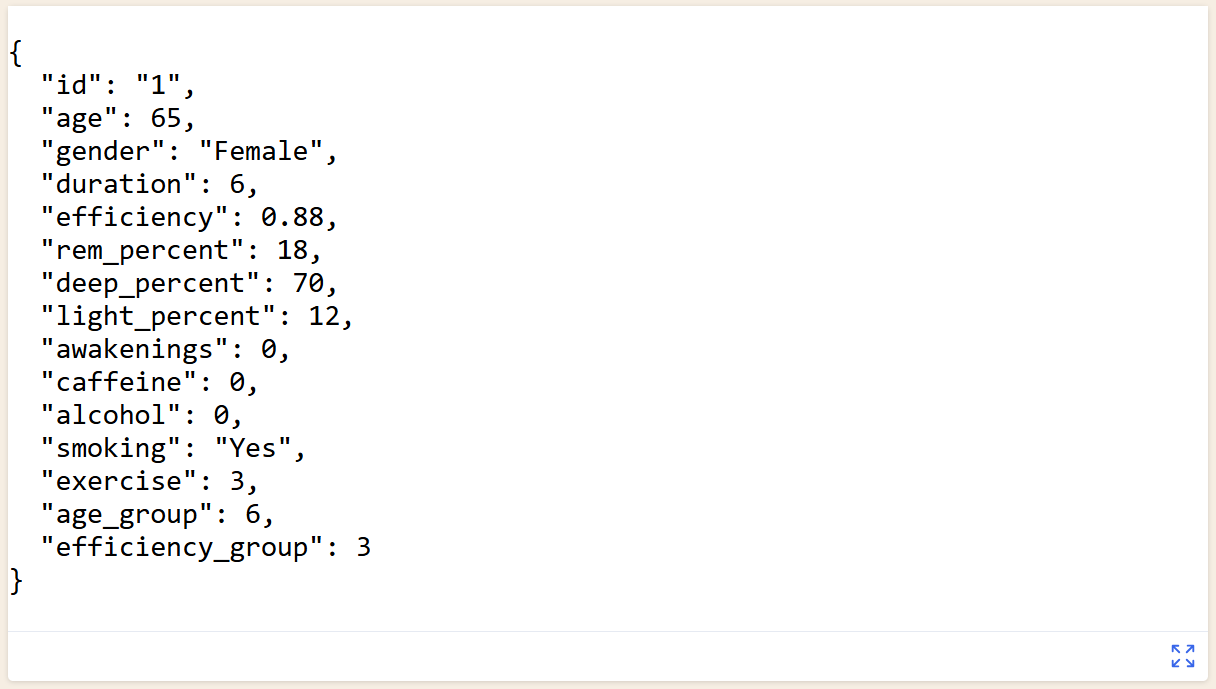 {
  "id": "1",
  "age": 65,
  "gender": "Female",
  "duration": 6,
  "efficiency": 0.88,
  "rem_percent": 18,
  "deep_percent": 70,
  "light_percent": 12,
  "awakenings": 0,
  "caffeine": 0,
  "alcohol": 0,
  "smoking": "Yes",
  "exercise": 3,
  "age_group": 6,
  "efficiency_group": 3
}